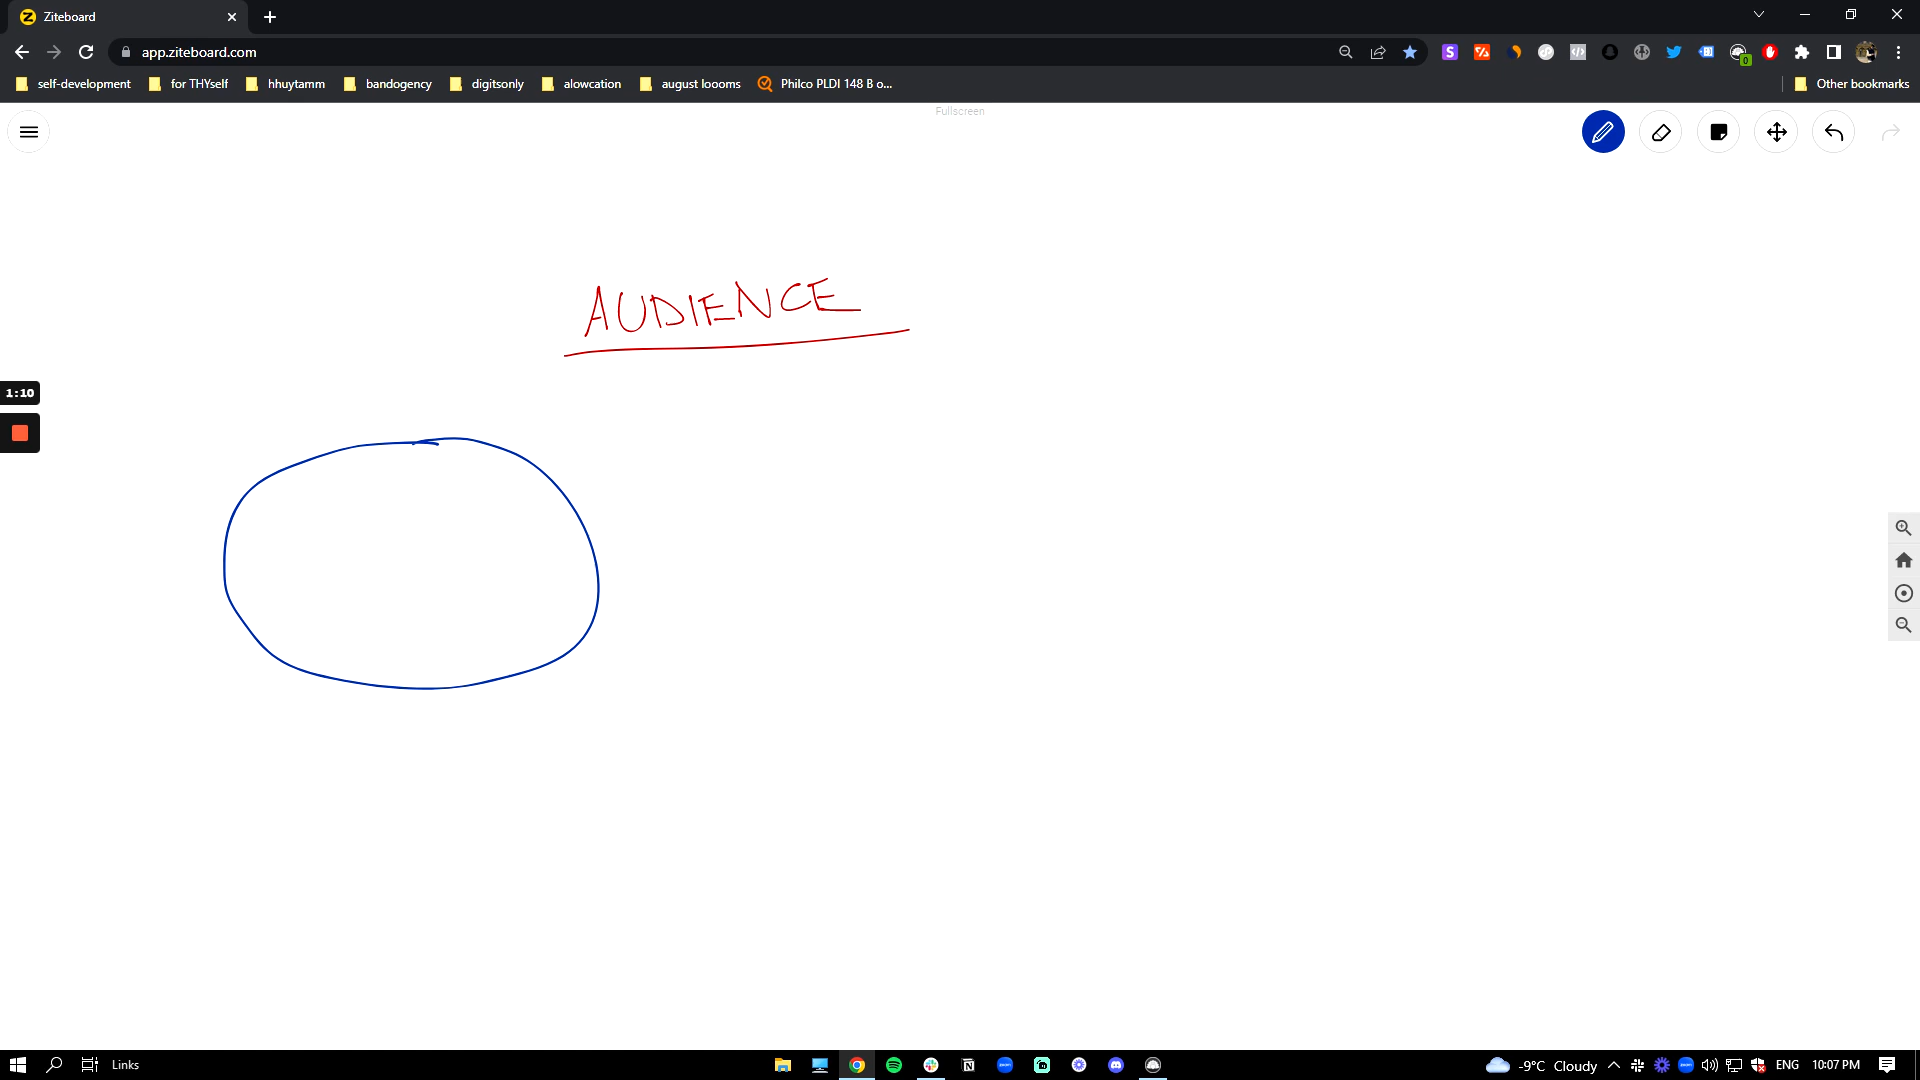 Ziteboard
app.ziteboard.com
self-development for THYself hhuytamm bandogency digitsonly alowcation august loooms Philco PLDI 148 B o... Other bookmarks
Fullscreen
AUDIENCE
1:10
Links -9°C Cloudy ENG 10:07 PM